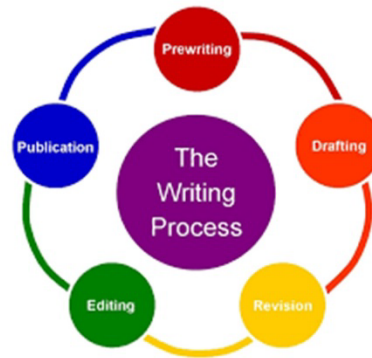 Prewriting
Drafting
Revision
Editing
Publication
The
Writing
Process